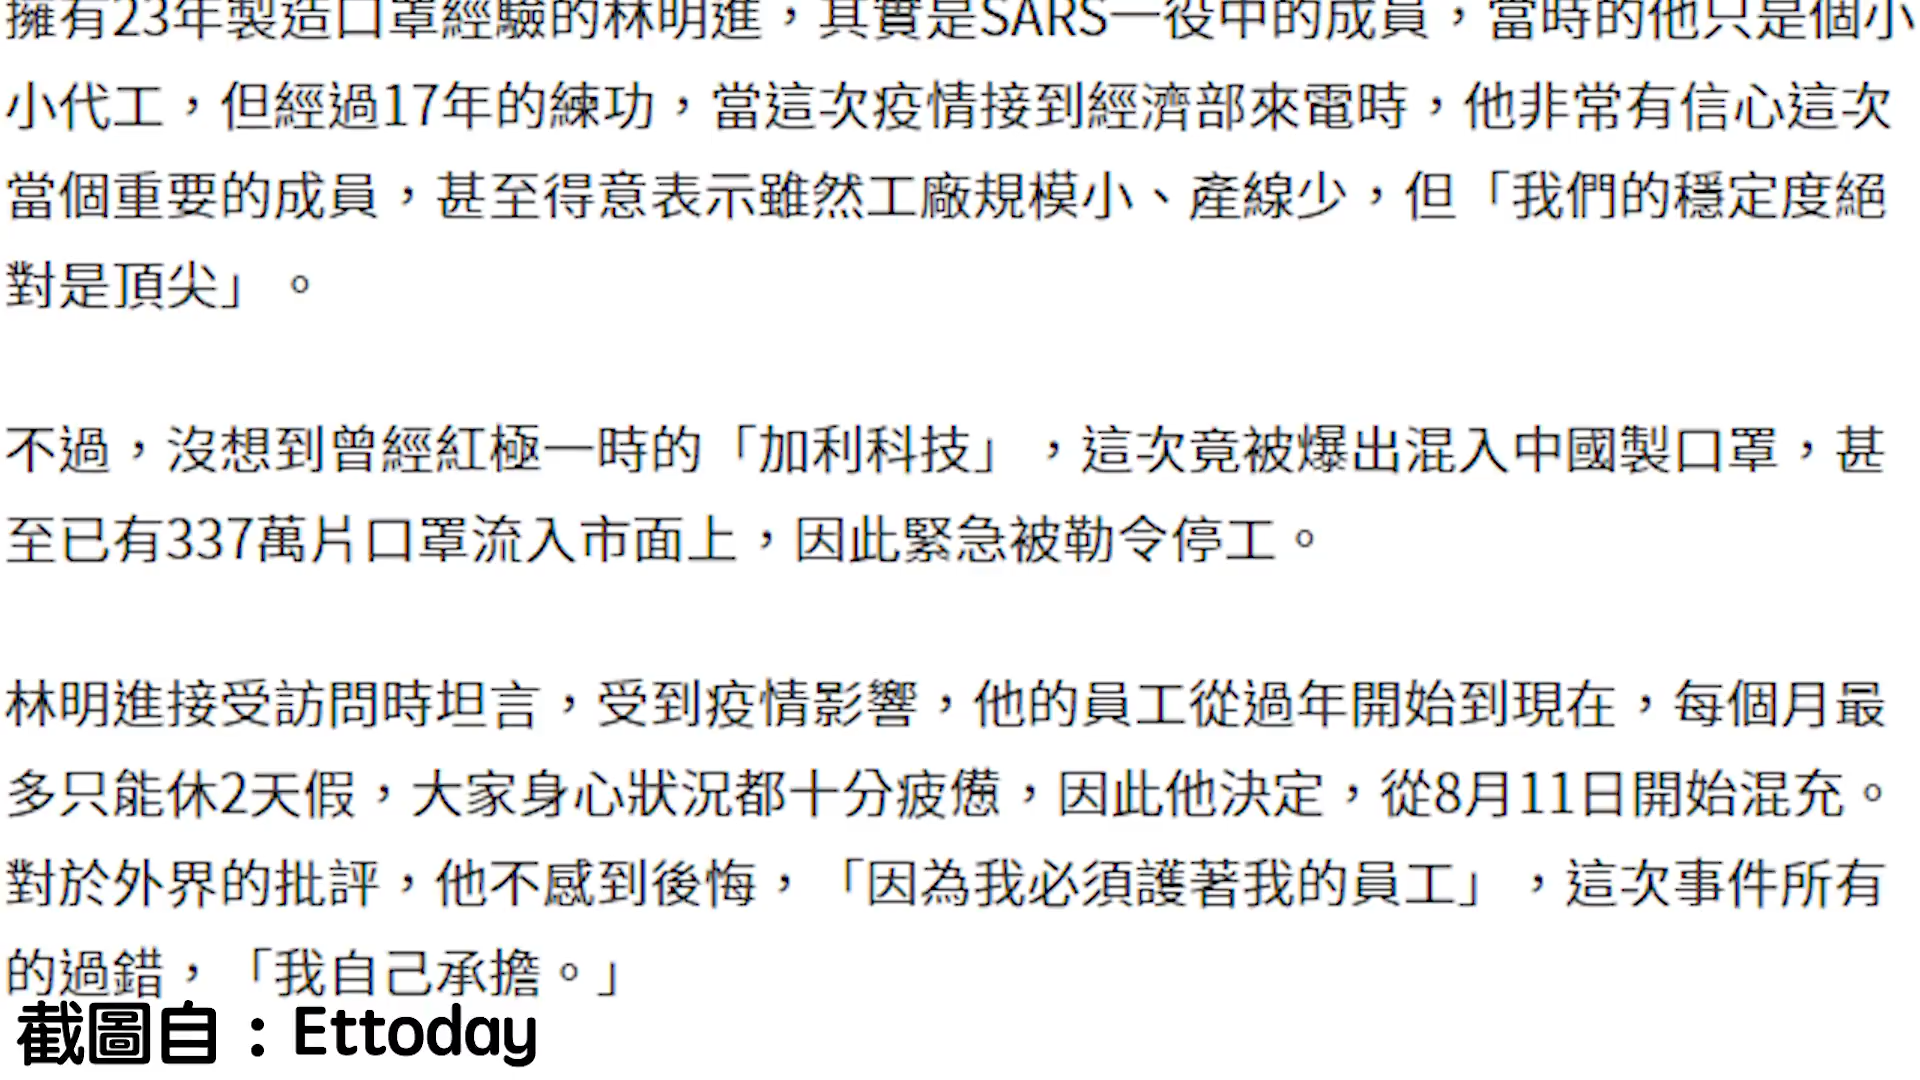 擁有23年製造口罩經驗的林明進，其實是SARS一役中的成員，當時的他只是個小
小代工，但經過17年的練功，當這次疫情接到經濟部來電時，他非常有信心這次
當個重要的成員，甚至得意表示雖然工廠規模小、產線少，但「我們的穩定度絕
對是頂尖」。
不過，沒想到曾經紅極一時的「加利科技」，這次竟被爆出混入中國製口罩，甚
至已有337萬片口罩流入市面上，因此緊急被勒令停工。
林明進接受訪問時坦言，受到疫情影響，他的員工從過年開始到現在，每個月最
多只能休2天假，大家身心狀況都十分疲憊，因此他決定，從8月11日開始混充。
對於外界的批評，他不感到後悔，「因為我必須護著我的員工」，這次事件所有
的過錯，「我自己承擔。」
截圖自：Ettoday